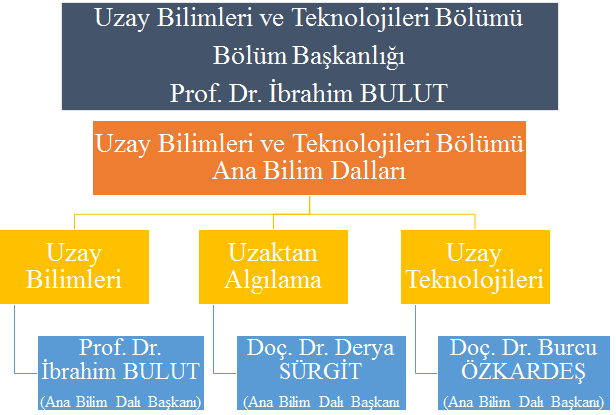 Uzay Bilimleri ve Teknolojileri Bölümü
Bölüm Başkanlığı
Prof. Dr. İbrahim BULUT
Uzay Bilimleri ve Teknolojileri Bölümü
Ana Bilim Dalları
Uzay
Bilimleri
Uzaktan
Algılama
Uzay
Teknolojileri
Prof. Dr.
İbrahim BULUT
(Ana Bilim Dalı Başkanı)
Doç. Dr. Derya
SÜRGİT
(Ana Bilim Dalı Başkanı
Doç. Dr. Burcu
ÖZKARDEŞ
(Ana Bilim Dalı Başkanı)